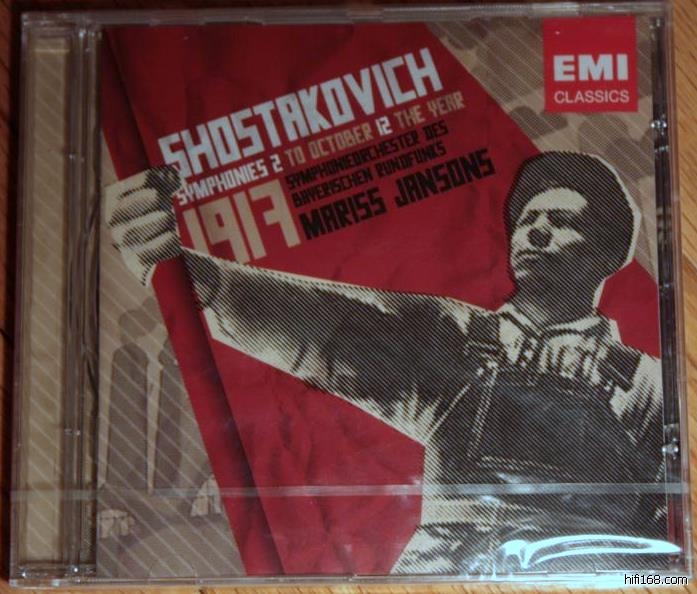 EMI
CLASSICS
SHOSTAKOVICH
SYMPHONIES 2 TO OCTOBER 12 THE YEAR
1917
SYMPHONIEORCHESTER DES
BAYERISCHEN RUNDFUNKS
MARISS JANSONS
hifi168.com